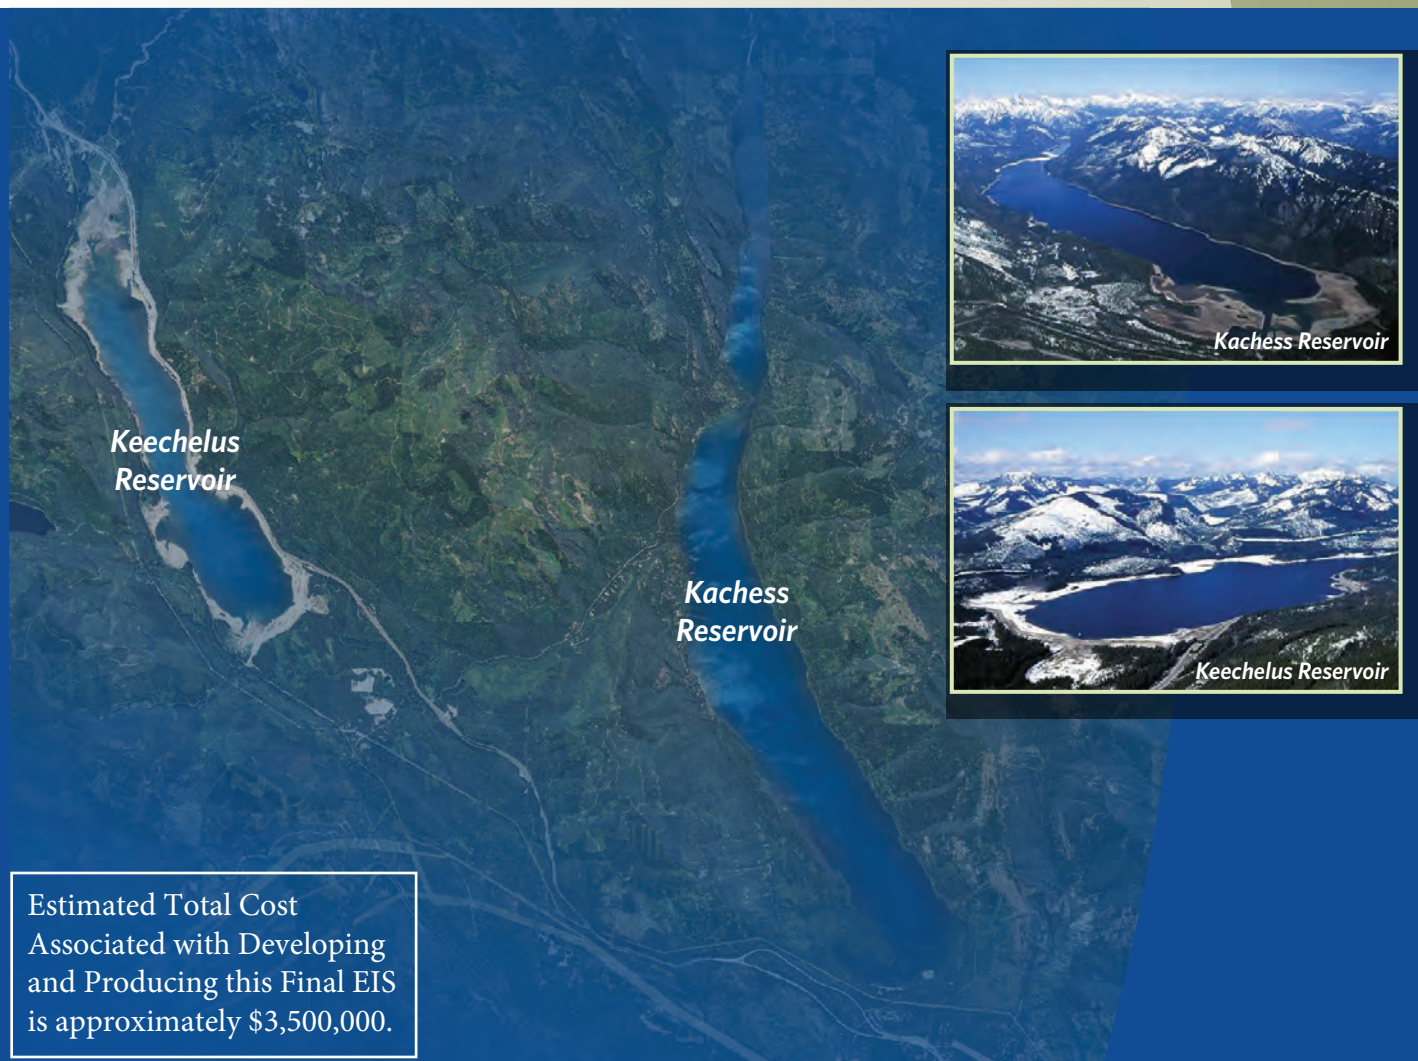 Kachess Reservoir
Keechelus
Reservoir
Keechelus Reservoir
Kachess
Reservoir
Estimated Total Cost
Associated with Developing
and Producing this Final EIS
is approximately $3,500,000.